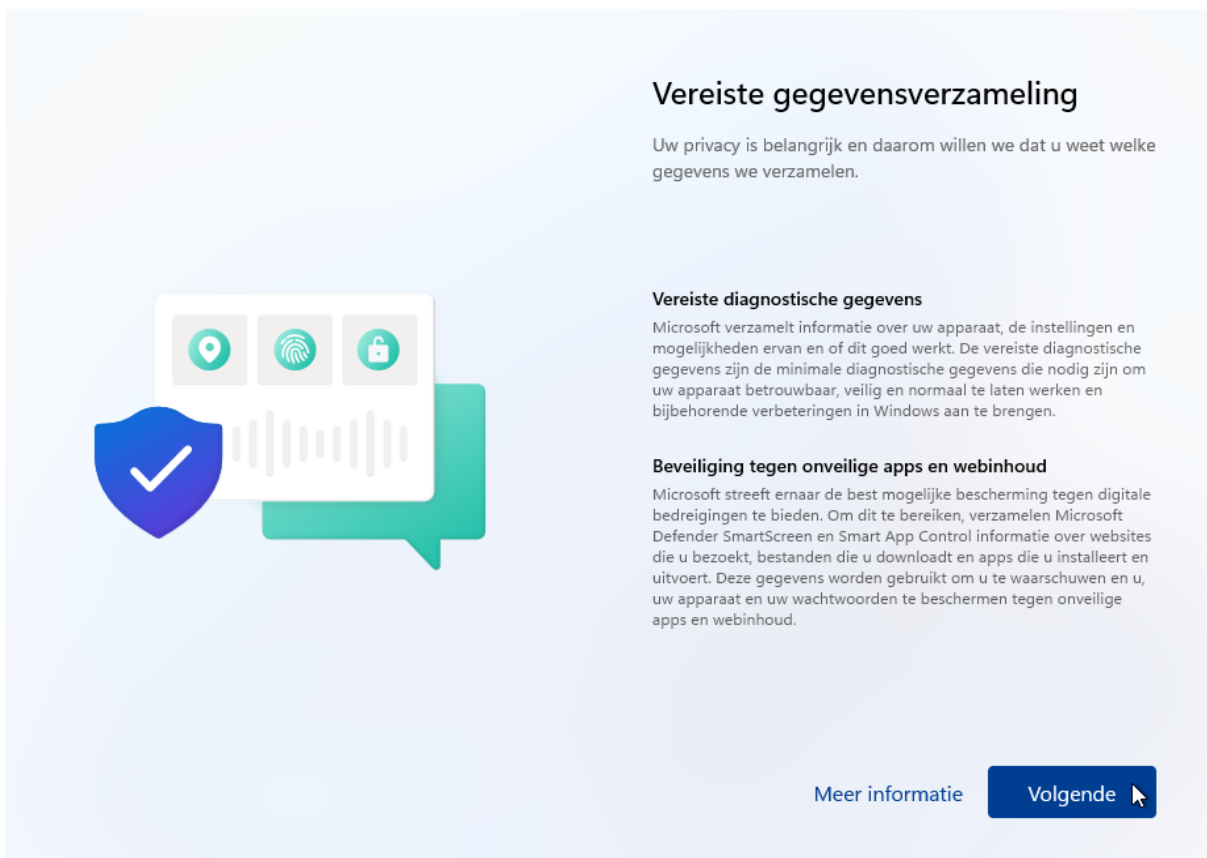 Vereiste gegevensverzameling
Uw privacy is belangrijk en daarom willen we dat u weet welke
gegevens we verzamelen.
Vereiste diagnostische gegevens
Microsoft verzamelt informatie over uw apparaat, de instellingen en
mogelijkheden ervan en of dit goed werkt. De vereiste diagnostische
gegevens zijn de minimale diagnostische gegevens die nodig zijn om
uw apparaat betrouwbaar, veilig en normaal te laten werken en
bijbehorende verbeteringen in Windows aan te brengen.
Beveiliging tegen onveilige apps en webinhoud
Microsoft streeft ernaar de best mogelijke bescherming tegen digitale
bedreigingen te bieden. Om dit te bereiken, verzamelen Microsoft
Defender SmartScreen en Smart App Control informatie over websites
die u bezoekt, bestanden die u downloadt en apps die u installeert en
uitvoert. Deze gegevens worden gebruikt om u te waarschuwen en u,
uw apparaat en uw wachtwoorden te beschermen tegen onveilige
apps en webinhoud.
Meer informatie
Volgende